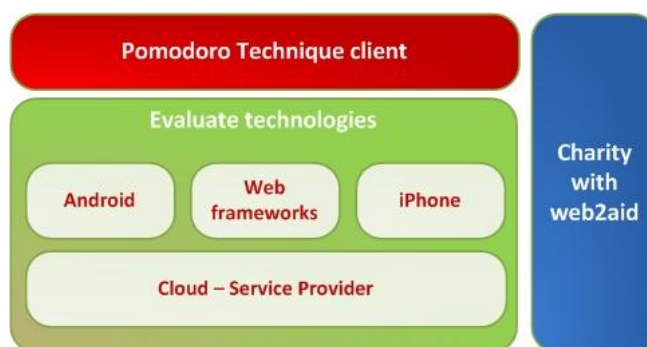 Pomodoro Technique client
Evaluate technologies
Android
Web
frameworks
iPhone
Cloud – Service Provider
Charity
with
web2aid